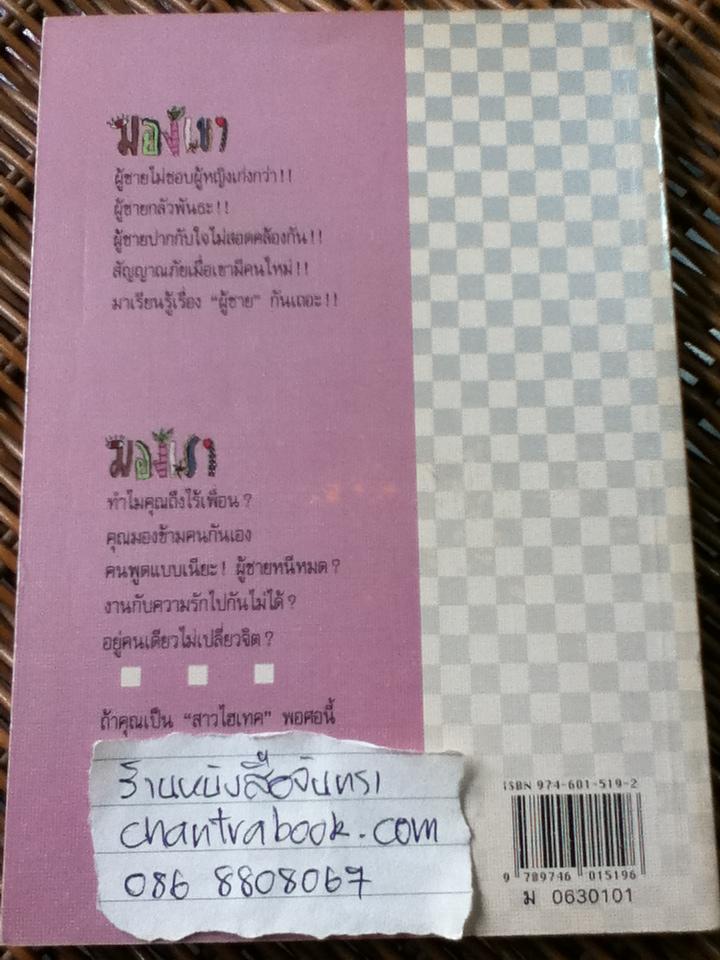 มองเขา
ผู้ชายไม่ชอบผู้หญิงเก่งกว่า!!
ผู้ชายกลัวพันธะ!!
ผู้ชายปากกับใจไม่สอดคล้องกัน!!
สัญญาณภัยเมื่อเขามีคนใหม่!!
มาเรียนรู้เรื่อง “ผู้ชาย” กันเถอะ!!
มองเรา
ทำไมคุณถึงไร้เพื่อน?
คุณมองข้ามคนกันเอง
คนพูดแบบเนียะ! ผู้ชายหนีหมด?
งานกับความรักไปกันไม่ได้?
อยู่คนเดียวไม่เปลี่ยวจิต?
ถ้าคุณเป็น “สาวไฮเทค” พอศอนี้
ร้านหนังสือจันทรา
chantrabook.com
086 8808067
ISBN 974-601-519-2
9 789746 015196
ม 0630101